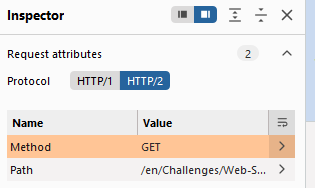 Inspector
Request attributes 2
Protocol HTTP/1 HTTP/2
Name Value
Method GET
Path /en/Challenges/Web-S...